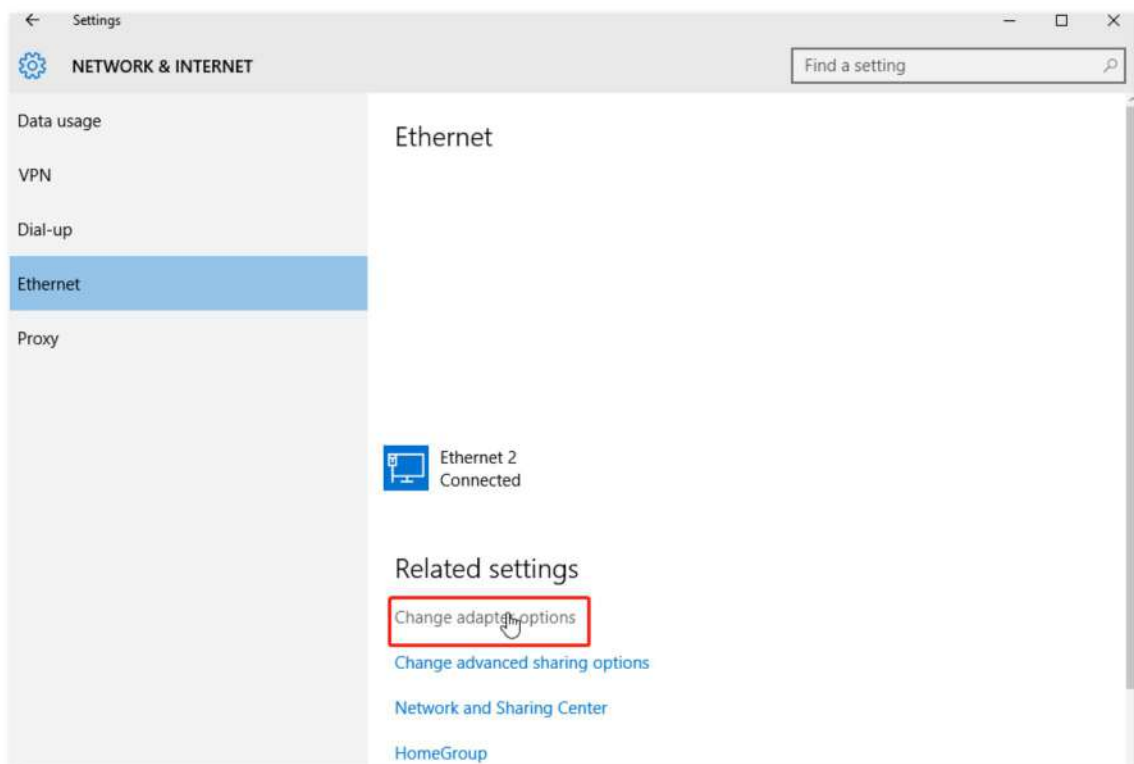 Settings
NETWORK & INTERNET
Find a setting
Data usage
VPN
Dial-up
Ethernet
Proxy
Ethernet
Ethernet 2
Connected
Related settings
Change adapter options
Change advanced sharing options
Network and Sharing Center
HomeGroup